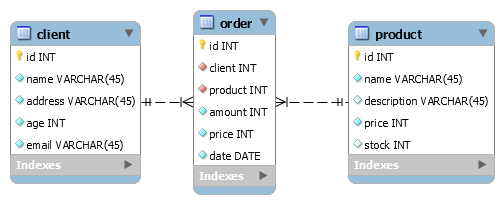 client
id INT
name VARCHAR(45)
address VARCHAR(45)
age INT
email VARCHAR(45)
Indexes
order
id INT
client INT
product INT
amount INT
price INT
date DATE
Indexes
product
id INT
name VARCHAR(45)
description VARCHAR(45)
price INT
stock INT
Indexes